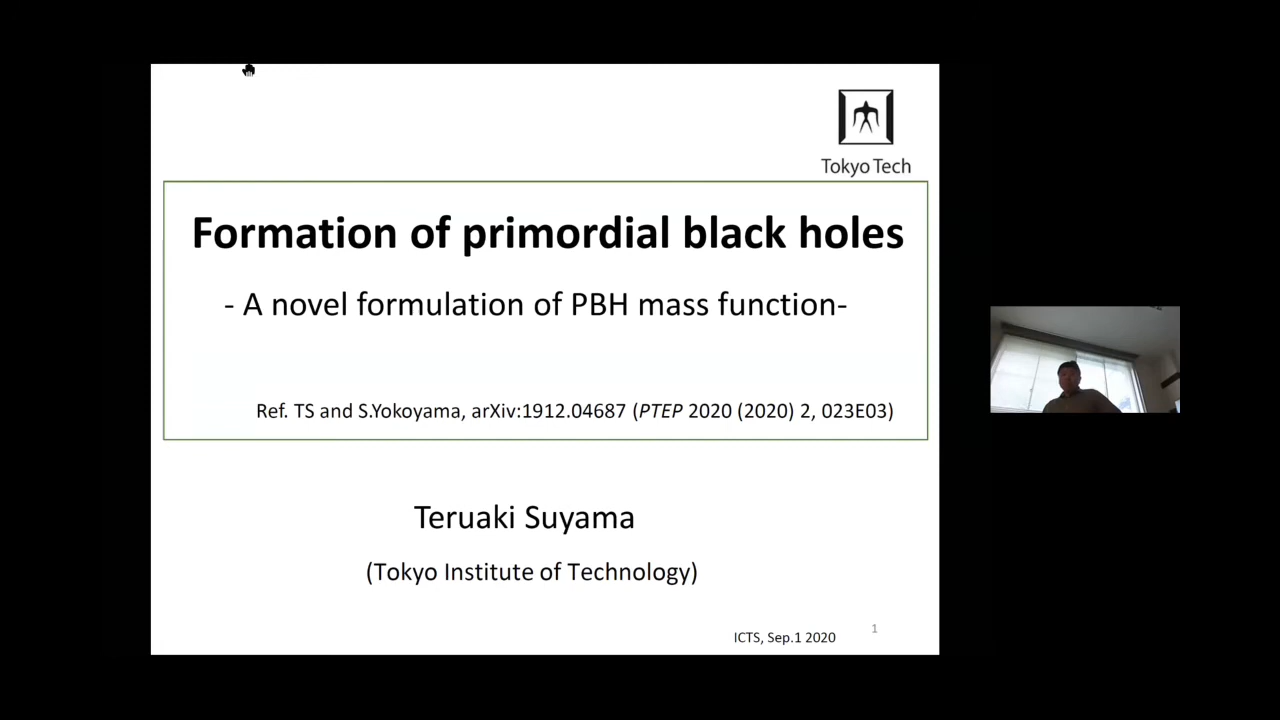 Tokyo Tech
Formation of primordial black holes
- A novel formulation of PBH mass function-
Ref. TS and S.Yokoyama, arXiv:1912.04687 (PTEP 2020 (2020) 2, 023E03)
Teruaki Suyama
(Tokyo Institute of Technology)
1
ICTS, Sep.1 2020